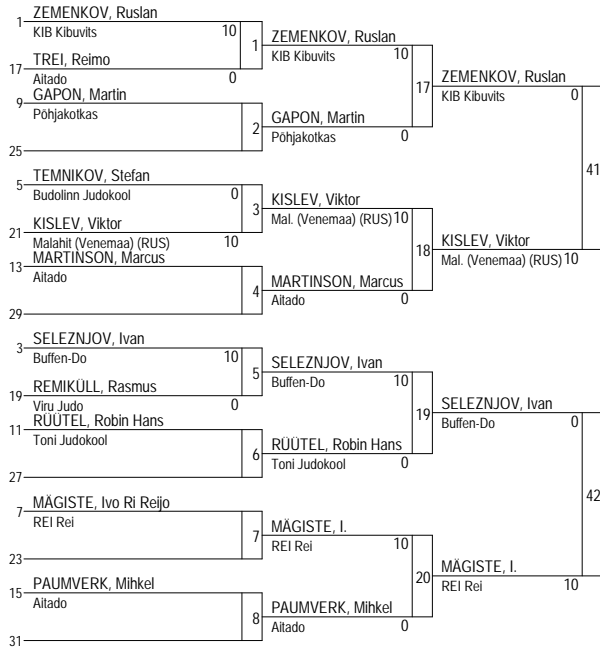 1 ZEMENKOV, Ruslan
KIB Kibuvits 10
17 TREI, Reimo
Aitado 0
1
9 GAPON, Martin
Põhjakotkas
25
2
5 TEMNIKOV, Stefan
Budolinn Judokool 0
21 KISLEV, Viktor
Malahit (Venemaa) (RUS) 10
3
13 MARTINSON, Marcus
Aitado
29
4
3 SELEZNJOV, Ivan
Buffen-Do 10
19 REMIKÜLL, Rasmus
Viru Judo 0
5
11 RÜÜTEL, Robin Hans
Toni Judokool
27
6
7 MÄGISTE, Ivo Ri Reijo
REI Rei
23
7
15 PAUMVERK, Mihkel
Aitado
31
8
ZEMENKOV, Ruslan
KIB Kibuvits 10
GAPON, Martin
Põhjakotkas 0
17
KISLEV, Viktor
Mal. (Venemaa) (RUS) 10
MARTINSON, Marcus
Aitado 0
18
SELEZNJOV, Ivan
Buffen-Do 10
RÜÜTEL, Robin Hans
Toni Judokool 0
19
MÄGISTE, I.
REI Rei 10
PAUMVERK, Mihkel
Aitado 0
20
ZEMENKOV, Ruslan
KIB Kibuvits 0
KISLEV, Viktor
Mal. (Venemaa) (RUS) 10
41
SELEZNJOV, Ivan
Buffen-Do 0
MÄGISTE, I.
REI Rei 10
42